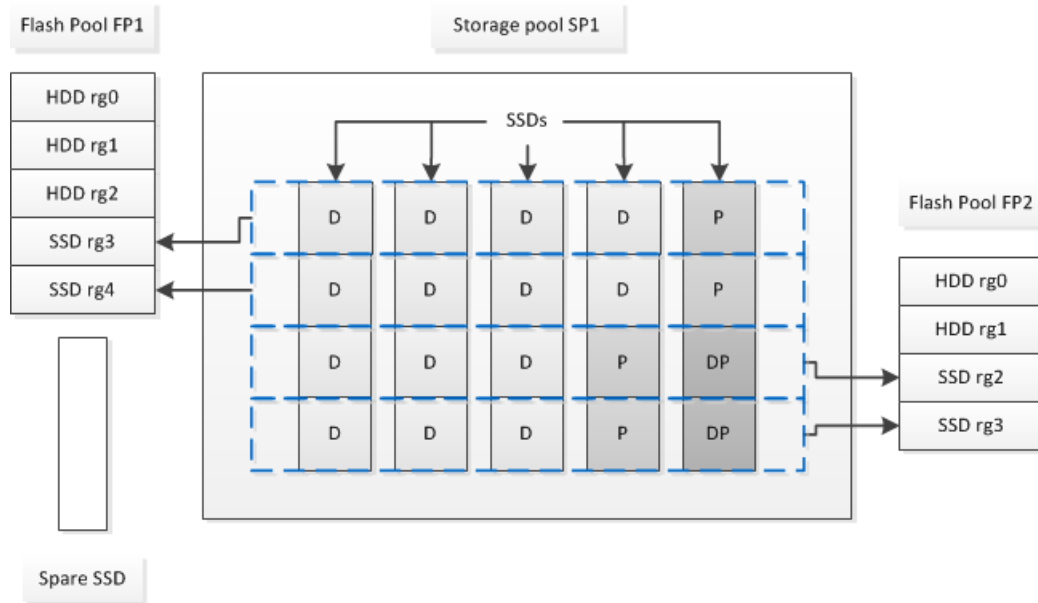 Flash Pool FP1
Storage pool SP1
HDD rg0
HDD rg1
HDD rg2
SSD rg3
SSD rg4
SSDs
D D D D P
D D D D P
D D D P DP
D D D P DP
Flash Pool FP2
HDD rg0
HDD rg1
SSD rg2
SSD rg3
Spare SSD